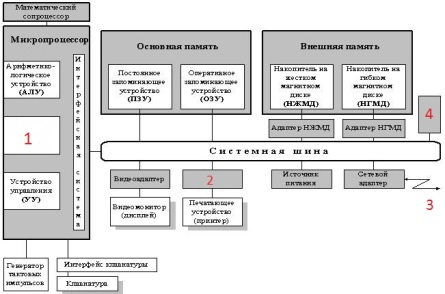 Математический
сопроцессор
Микропроцессор
Арифметико-
логическое
устройство
(АЛУ)
1
Устройство
управления
(УУ)
Интерфейсная система
Основная память
Постоянное
запоминающее
устройство
(ПЗУ)
Оперативное
запоминающее
устройство
(ОЗУ)
Внешняя память
Накопитель на
жестком
магнитном
диске
(НЖМД)
Накопитель на
гибком
магнитном
диске
(НГМД)
Адаптер НЖМД
Адаптер НГМД
4
Системная шина
Видеоадаптер
2
Источник
питания
Сетевой
адаптер
3
Видеомонитор
(дисплей)
Печатающее
устройство
(принтер)
Генератор
тактовых
импульсов
Интерфейс клавиатуры
Клавиатура